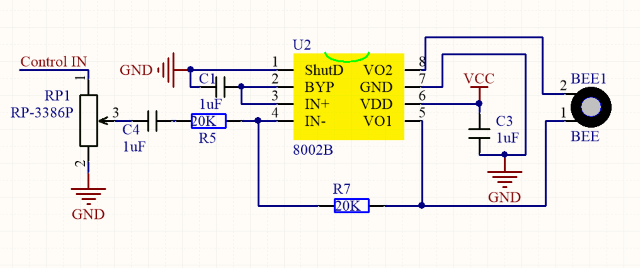 U2
Control IN
GND
1
ShutD
VO2
8
C1
2
BYP
GND
7
VCC
2
BEE1
1
RP1
1uF
3
IN+
VDD
6
RP-3386P
3
C4
20K
4
IN-
VO1
5
C3
1uF
1
BEE
1uF
R5
8002B
2
GND
R7
20K
GND